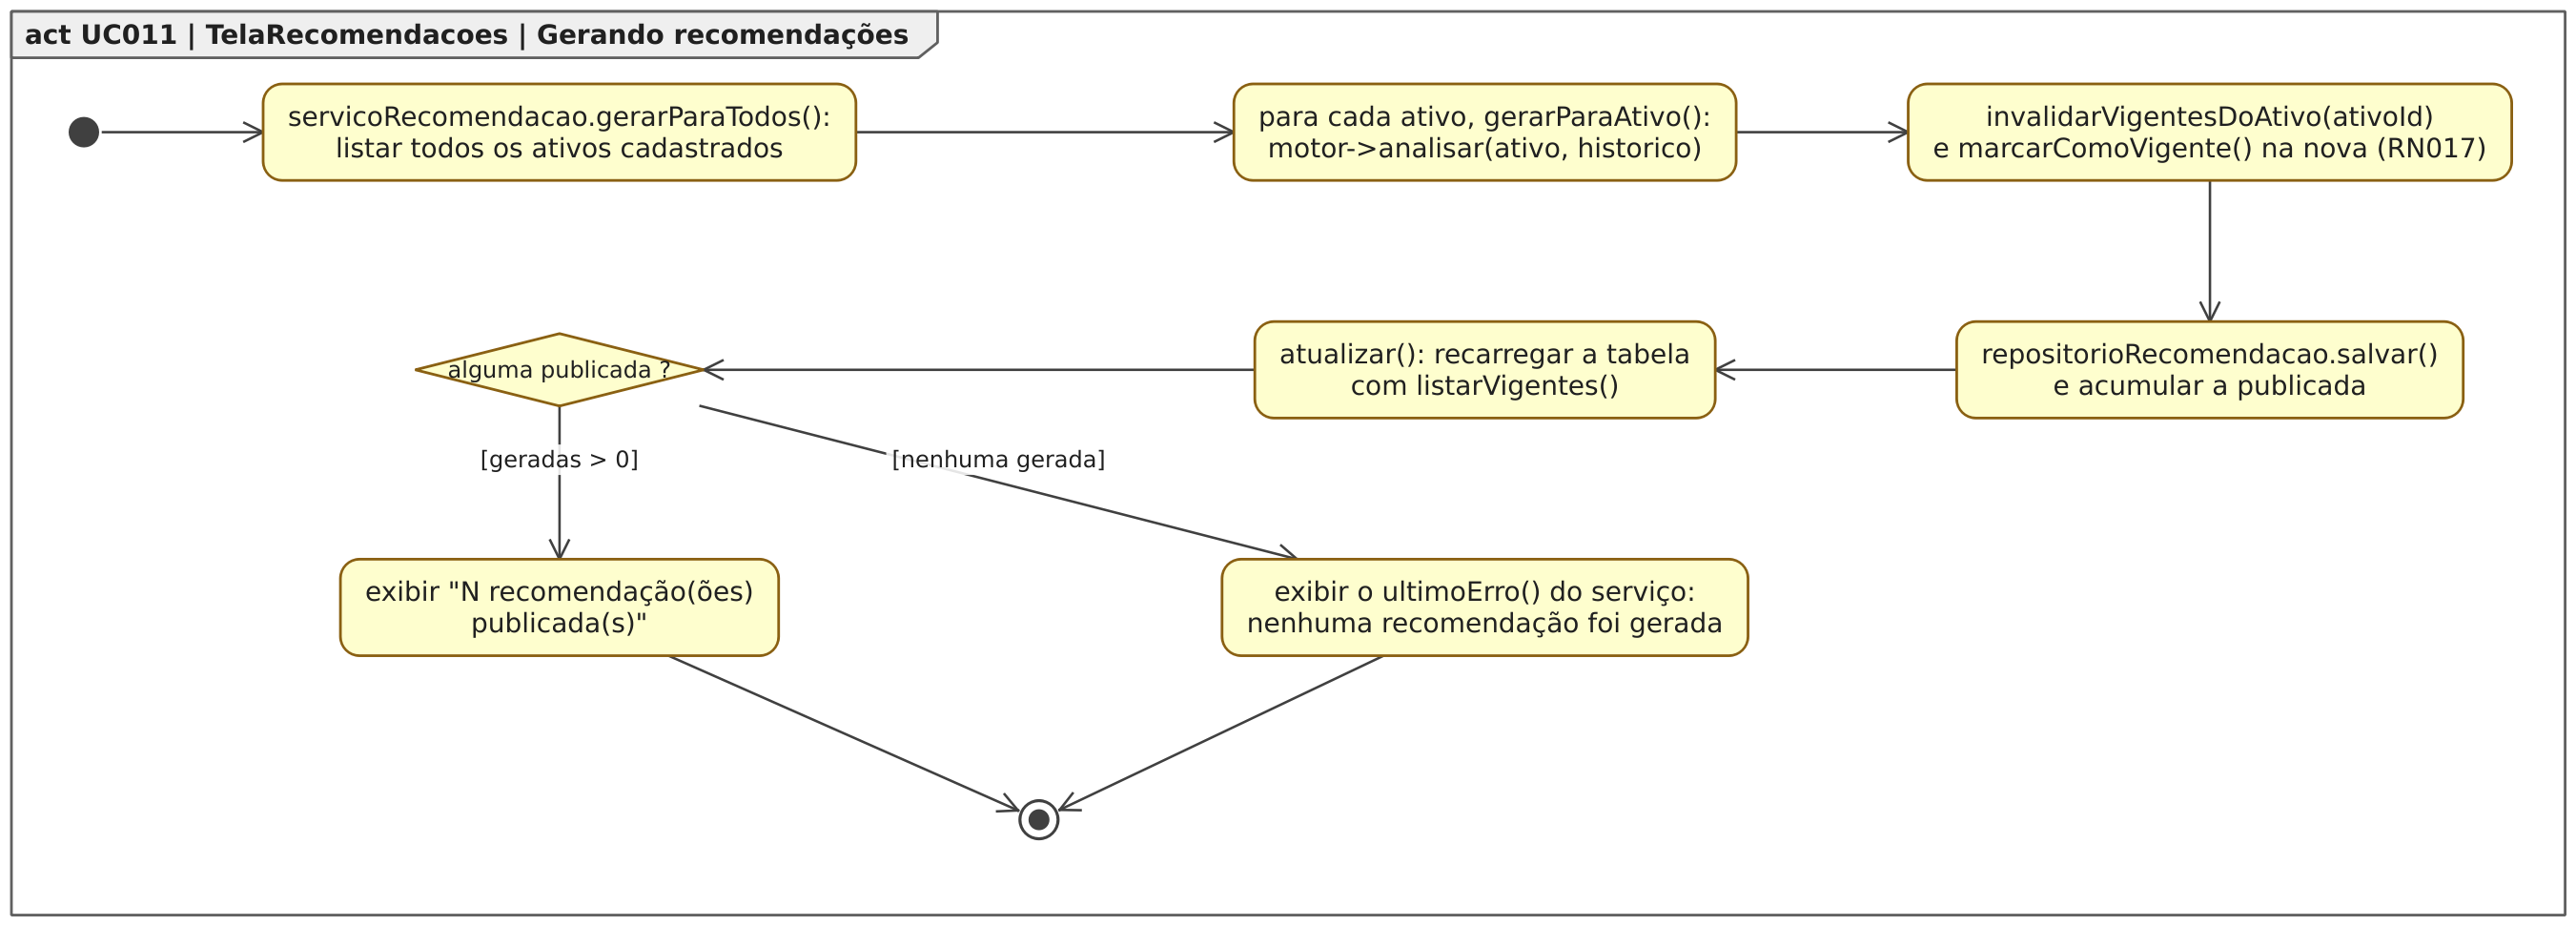 act UC011 | TelaRecomendacoes | Gerando recomendações
servicoRecomendacao.gerarParaTodos():
listar todos os ativos cadastrados
para cada ativo, gerarParaAtivo():
motor->analisar(ativo, historico)
invalidarVigentesDoAtivo(ativoId)
e marcarComoVigente() na nova (RN017)
alguma publicada ?
atualizar(): recarregar a tabela
com listarVigentes()
repositorioRecomendacao.salvar()
e acumular a publicada
[geradas > 0]
[nenhuma gerada]
exibir "N recomendação(ões)
publicada(s)"
exibir o ultimoErro() do serviço:
nenhuma recomendação foi gerada